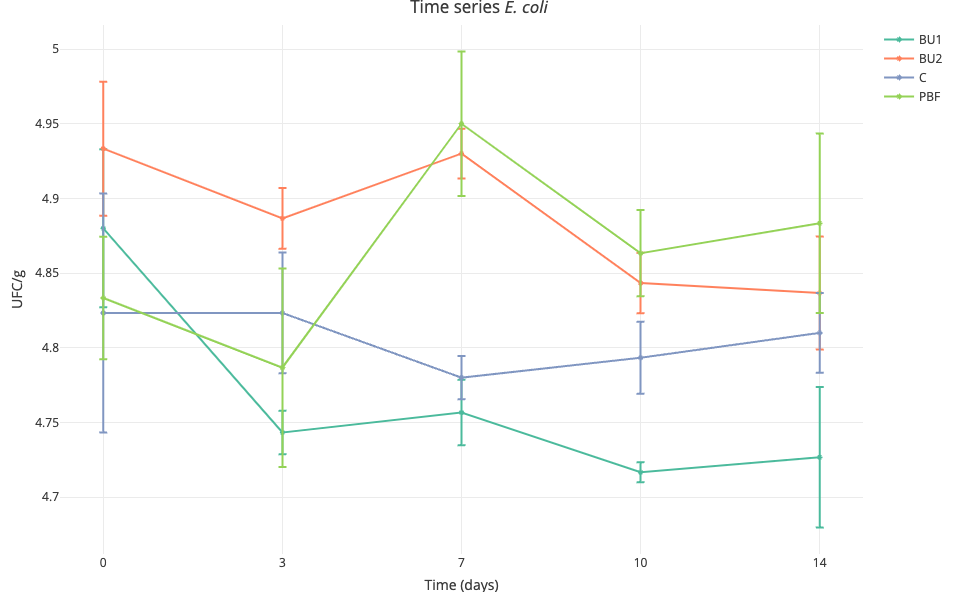 Time series E. coli
BU1
BU2
C
PBF
5
4.95
4.9
4.85
4.8
4.75
4.7
UFC/g
0 3 7 10 14
Time (days)